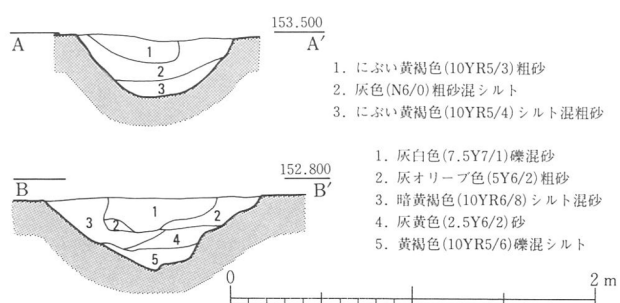 153.500
A A′
1
2
3
1. にぶい黄褐色(10YR5/3)粗砂
2. 灰色(N6/0)粗砂混シルト
3. にぶい黄褐色(10YR5/4)シルト混粗砂
152.800
B B′
1
3 2 2
4
5
1. 灰白色(7.5Y7/1)礫混砂
2. 灰オリーブ色(5Y6/2)粗砂
3. 暗黄褐色(10YR6/8)シルト混砂
4. 灰黄色(2.5Y6/2)砂
5. 黄褐色(10YR5/6)礫混シルト
0 2 m